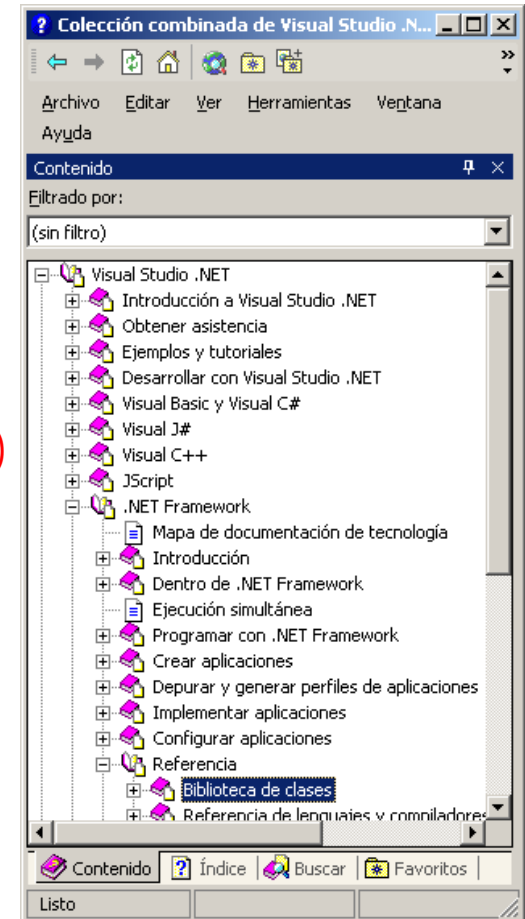 Colección combinada de Visual Studio .N...
Archivo Editar Ver Herramientas Ventana
Ayuda
Contenido
Filtrado por:
(sin filtro)
Visual Studio .NET
Introducción a Visual Studio .NET
Obtener asistencia
Ejemplos y tutoriales
Desarrollar con Visual Studio .NET
Visual Basic y Visual C#
Visual J#
Visual C++
JScript
.NET Framework
Mapa de documentación de tecnología
Introducción
Dentro de .NET Framework
Ejecución simultánea
Programar con .NET Framework
Crear aplicaciones
Depurar y generar perfiles de aplicaciones
Implementar aplicaciones
Configurar aplicaciones
Referencia
Biblioteca de clases
Referencia de lenguajes y compiladores
Contenido Índice Buscar Favoritos
Listo